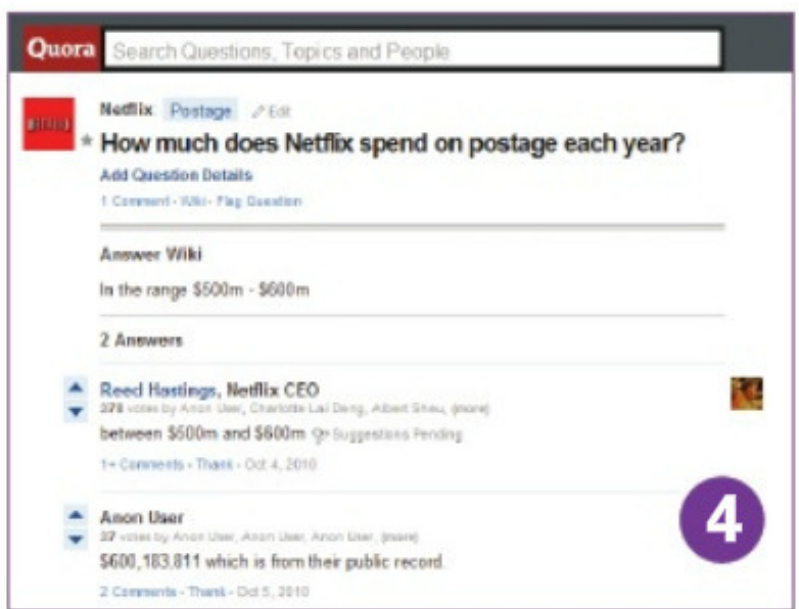 Quora Search Questions, Topics and People
Netflix Postage Edit
How much does Netflix spend on postage each year?
Add Question Details
1 Comment · Wiki · Flag Question
Answer Wiki
In the range $500m - $600m
2 Answers
Reed Hastings, Netflix CEO
378 votes by Anon User, Charlotte Lai Deng, Albert Sheu, (more)
between $500m and $600m Suggestions Pending
1+ Comments · Thank · Oct 4, 2010
Anon User
37 votes by Anon User, Anon User, Anon User, (more)
$600,183,811 which is from their public record.
2 Comments · Thank · Oct 5, 2010
4